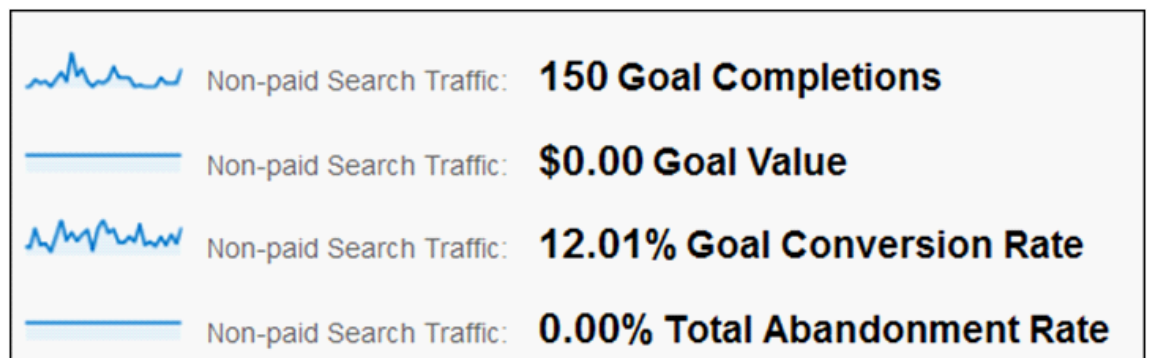 Non-paid Search Traffic: 150 Goal Completions
Non-paid Search Traffic: $0.00 Goal Value
Non-paid Search Traffic: 12.01% Goal Conversion Rate
Non-paid Search Traffic: 0.00% Total Abandonment Rate